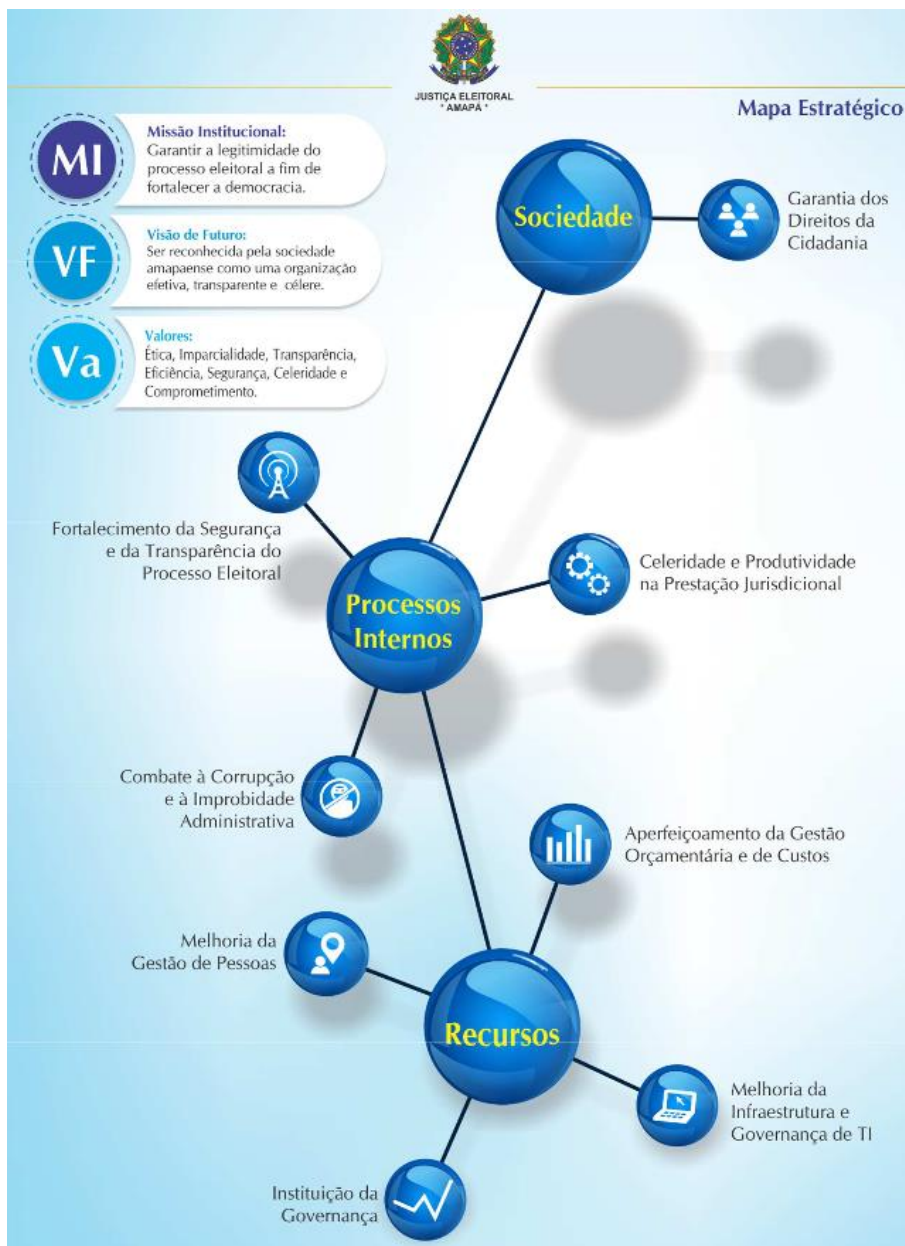 JUSTIÇA ELEITORAL
* AMAPÁ *
Mapa Estratégico
MI
Missão Institucional:
Garantir a legitimidade do
processo eleitoral a fim de
fortalecer a democracia.
VF
Visão de Futuro:
Ser reconhecida pela sociedade
amapaense como uma organização
efetiva, transparente e célere.
Va
Valores:
Ética, Imparcialidade, Transparência,
Eficiência, Segurança, Celeridade e
Comprometimento.
Sociedade
Garantia dos
Direitos da
Cidadania
Fortalecimento da Segurança
e da Transparência do
Processo Eleitoral
Processos
Internos
Celeridade e Produtividade
na Prestação Jurisdicional
Combate à Corrupção
e à Improbidade
Administrativa
Aperfeiçoamento da Gestão
Orçamentária e de Custos
Melhoria da
Gestão de Pessoas
Recursos
Melhoria da
Infraestrutura e
Governança de TI
Instituição da
Governança